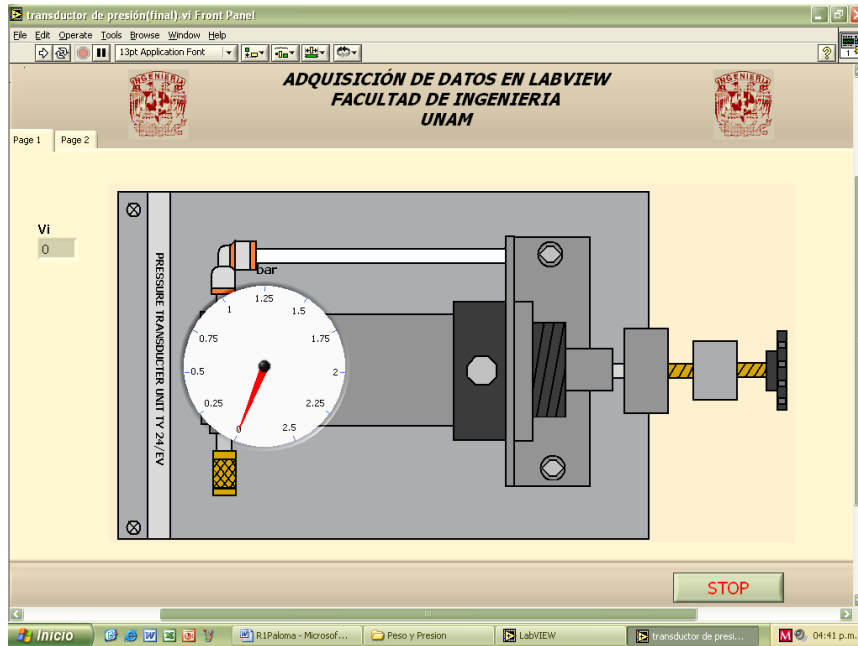 transductor de presión(final).vi Front Panel
File Edit Operate Tools Browse Window Help
13pt Application Font
1
INGENIERIA
ADQUISICIÓN DE DATOS EN LABVIEW
FACULTAD DE INGENIERIA
UNAM
INGENIERIA
Page 1 Page 2
Vi
0
PRESSURE TRANSDUCTER UNIT TY 24/EV
bar
0
0.25
0.5
0.75
1
1.25
1.5
1.75
2
2.25
2.5
STOP
Inicio
R1Paloma - Microsof...
Peso y Presion
LabVIEW
transductor de presi...
04:41 p.m.